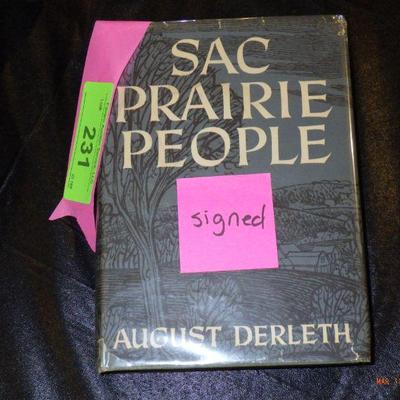 SAC
PRAIRIE
PEOPLE
231
signed
AUGUST DERLETH